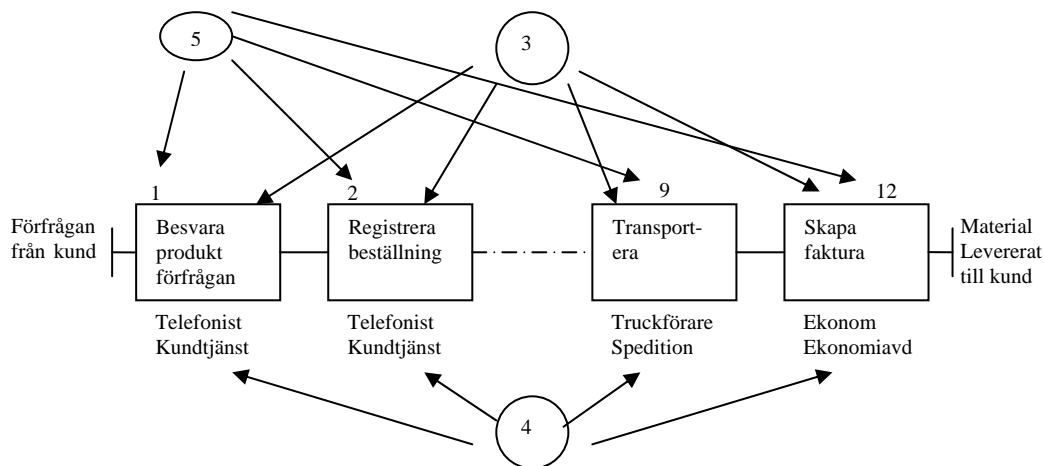 5
3
1
2
9
12
Förfrågan
från kund
Besvara
produkt
förfrågan
Registrera
beställning
Transport-
era
Skapa
faktura
Material
Levererat
till kund
Telefonist
Kundtjänst
Telefonist
Kundtjänst
Truckförare
Spedition
Ekonom
Ekonomiavd
4